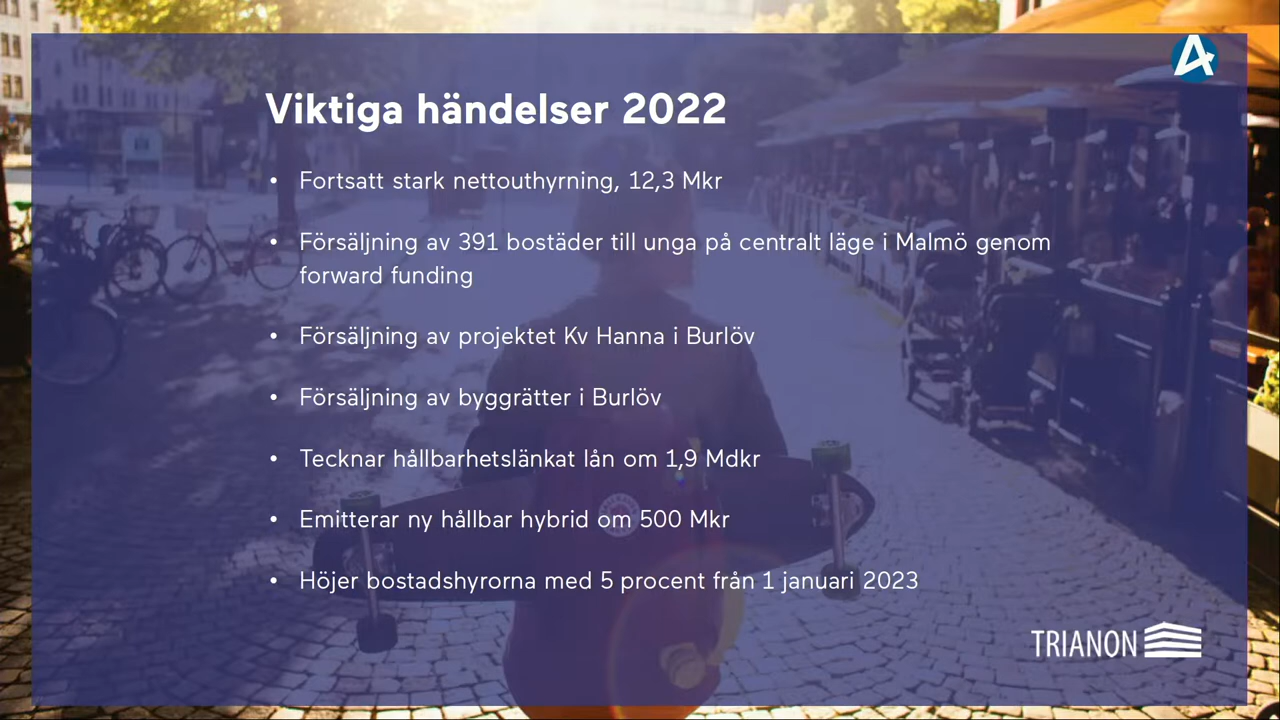 Viktiga händelser 2022
• Fortsatt stark nettouthyrning, 12,3 Mkr
• Försäljning av 391 bostäder till unga på centralt läge i Malmö genom
forward funding
• Försäljning av projektet Kv Hanna i Burlöv
• Försäljning av byggrätter i Burlöv
• Tecknar hållbarhetslänkat lån om 1,9 Mdkr
• Emitterar ny hållbar hybrid om 500 Mkr
• Höjer bostadshyrorna med 5 procent från 1 januari 2023
TRIANON